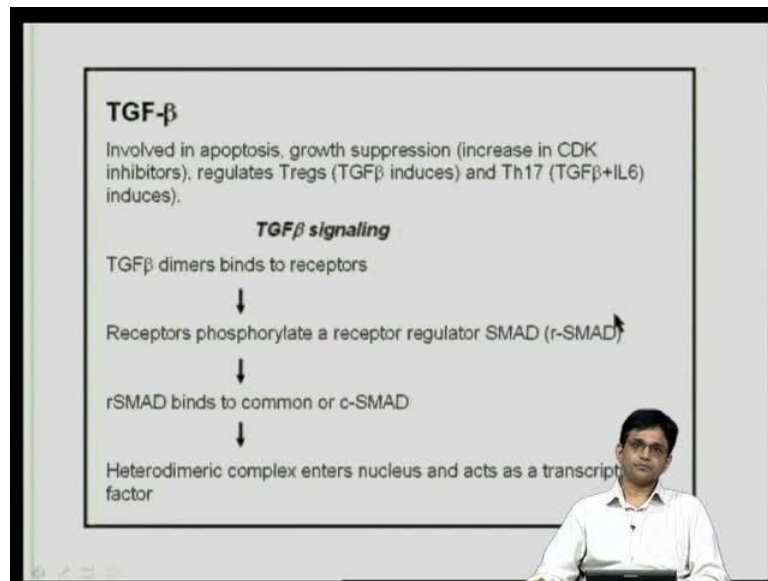 TGF-β
Involved in apoptosis, growth suppression (increase in CDK
inhibitors), regulates Tregs (TGFβ induces) and Th17 (TGFβ+IL6)
induces).
TGFβ signaling
TGFβ dimers binds to receptors
Receptors phosphorylate a receptor regulator SMAD (r-SMAD)
rSMAD binds to common or c-SMAD
Heterodimeric complex enters nucleus and acts as a transcript
factor